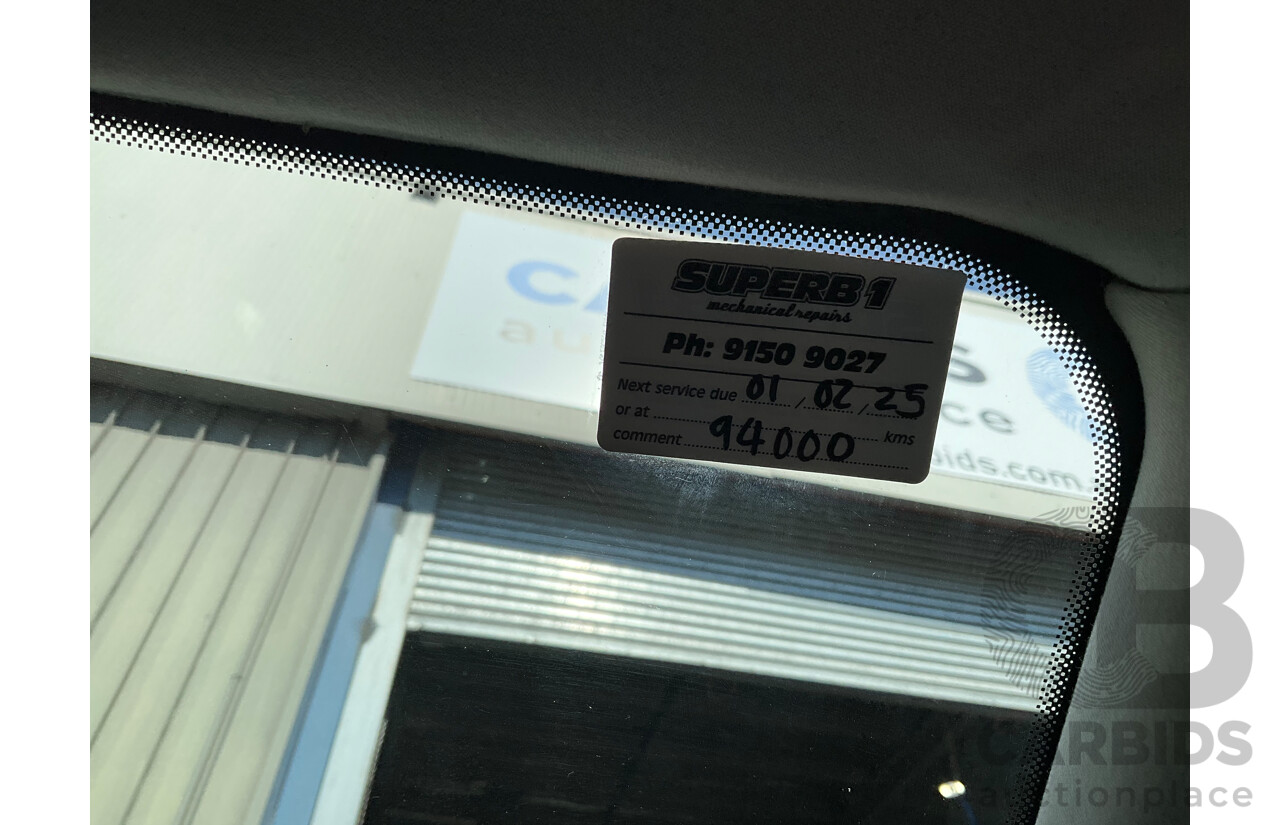 SUPERB 1
mechanical repairs
Ph: 9150 9027
Next service due 01 / 02 / 25
or at 94000 kms
comment
ce
ids.com
CARBIDS
auctionplace